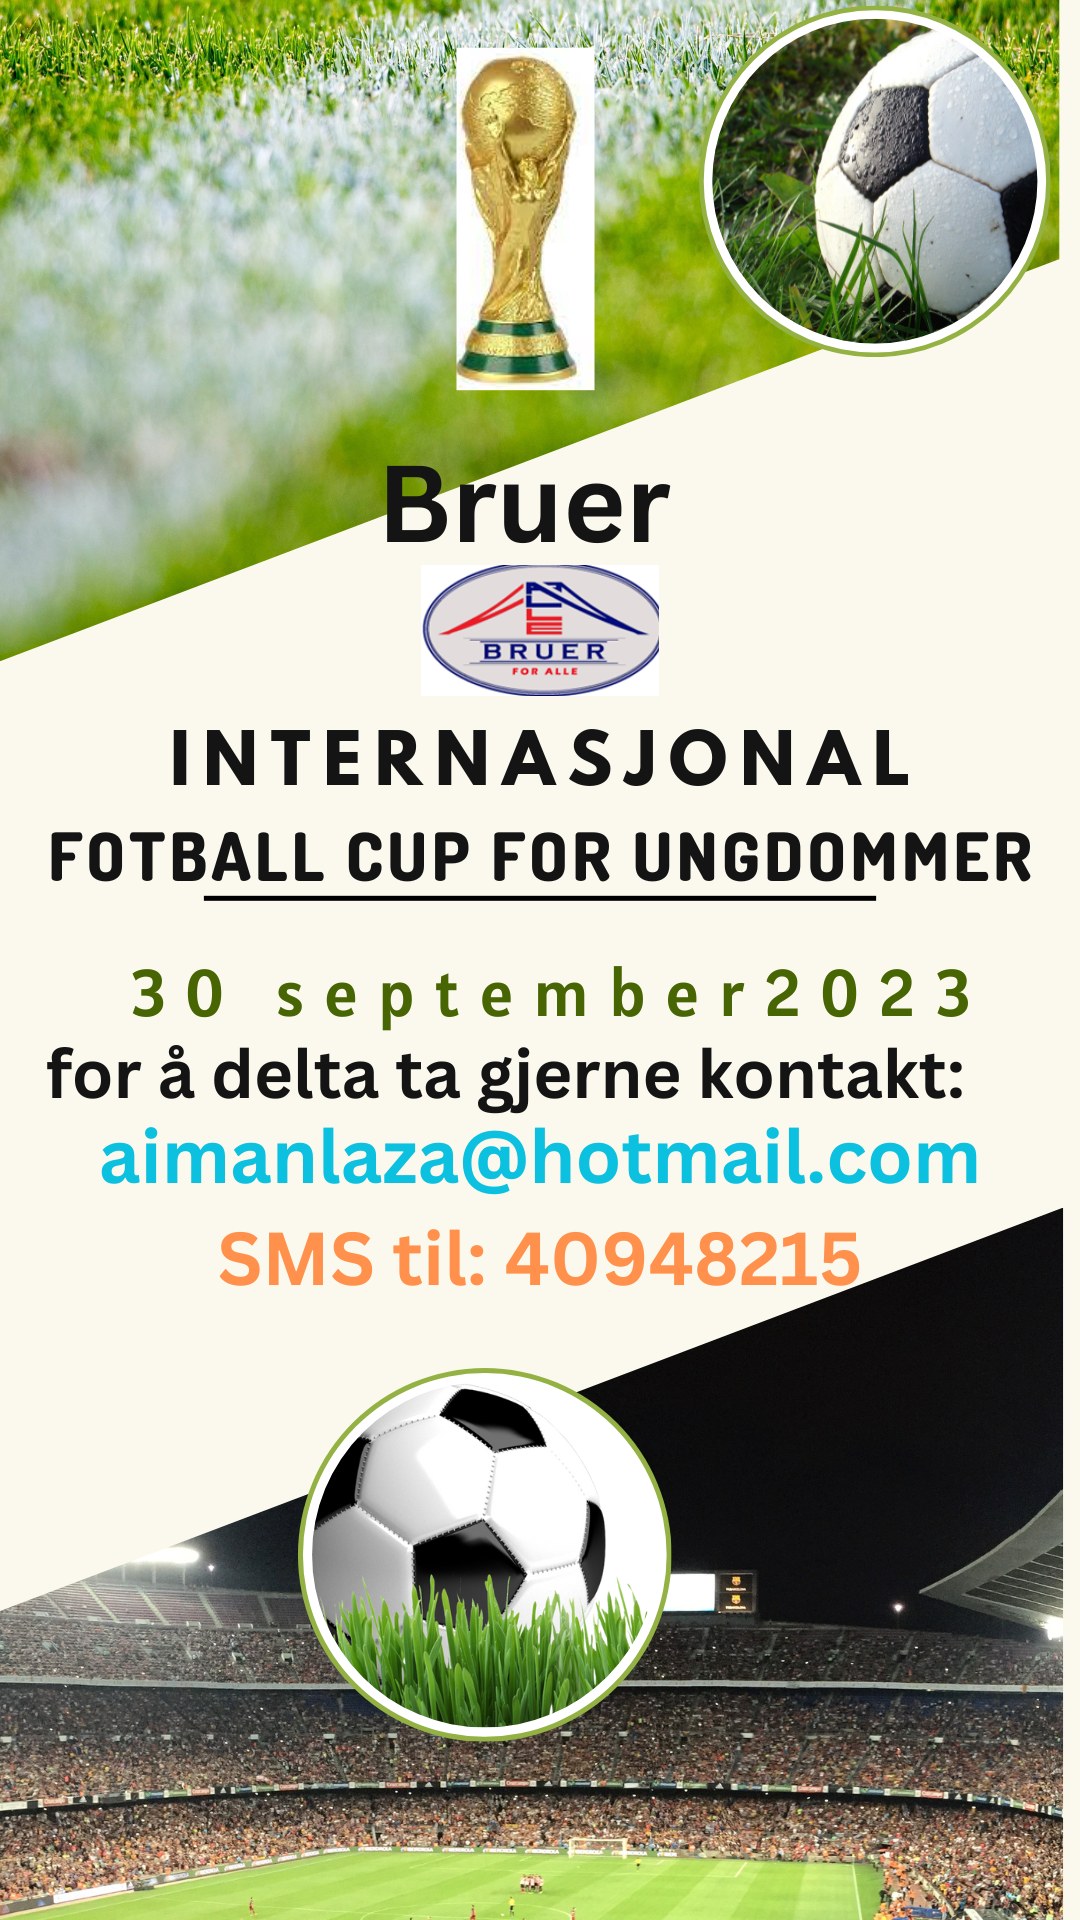 Bruer
ALLE
BRUER
FOR ALLE
INTERNASJONAL
FOTBALL CUP FOR UNGDOMMER
30 september2023
for å delta ta gjerne kontakt:
aimanlaza@hotmail.com
SMS til: 40948215